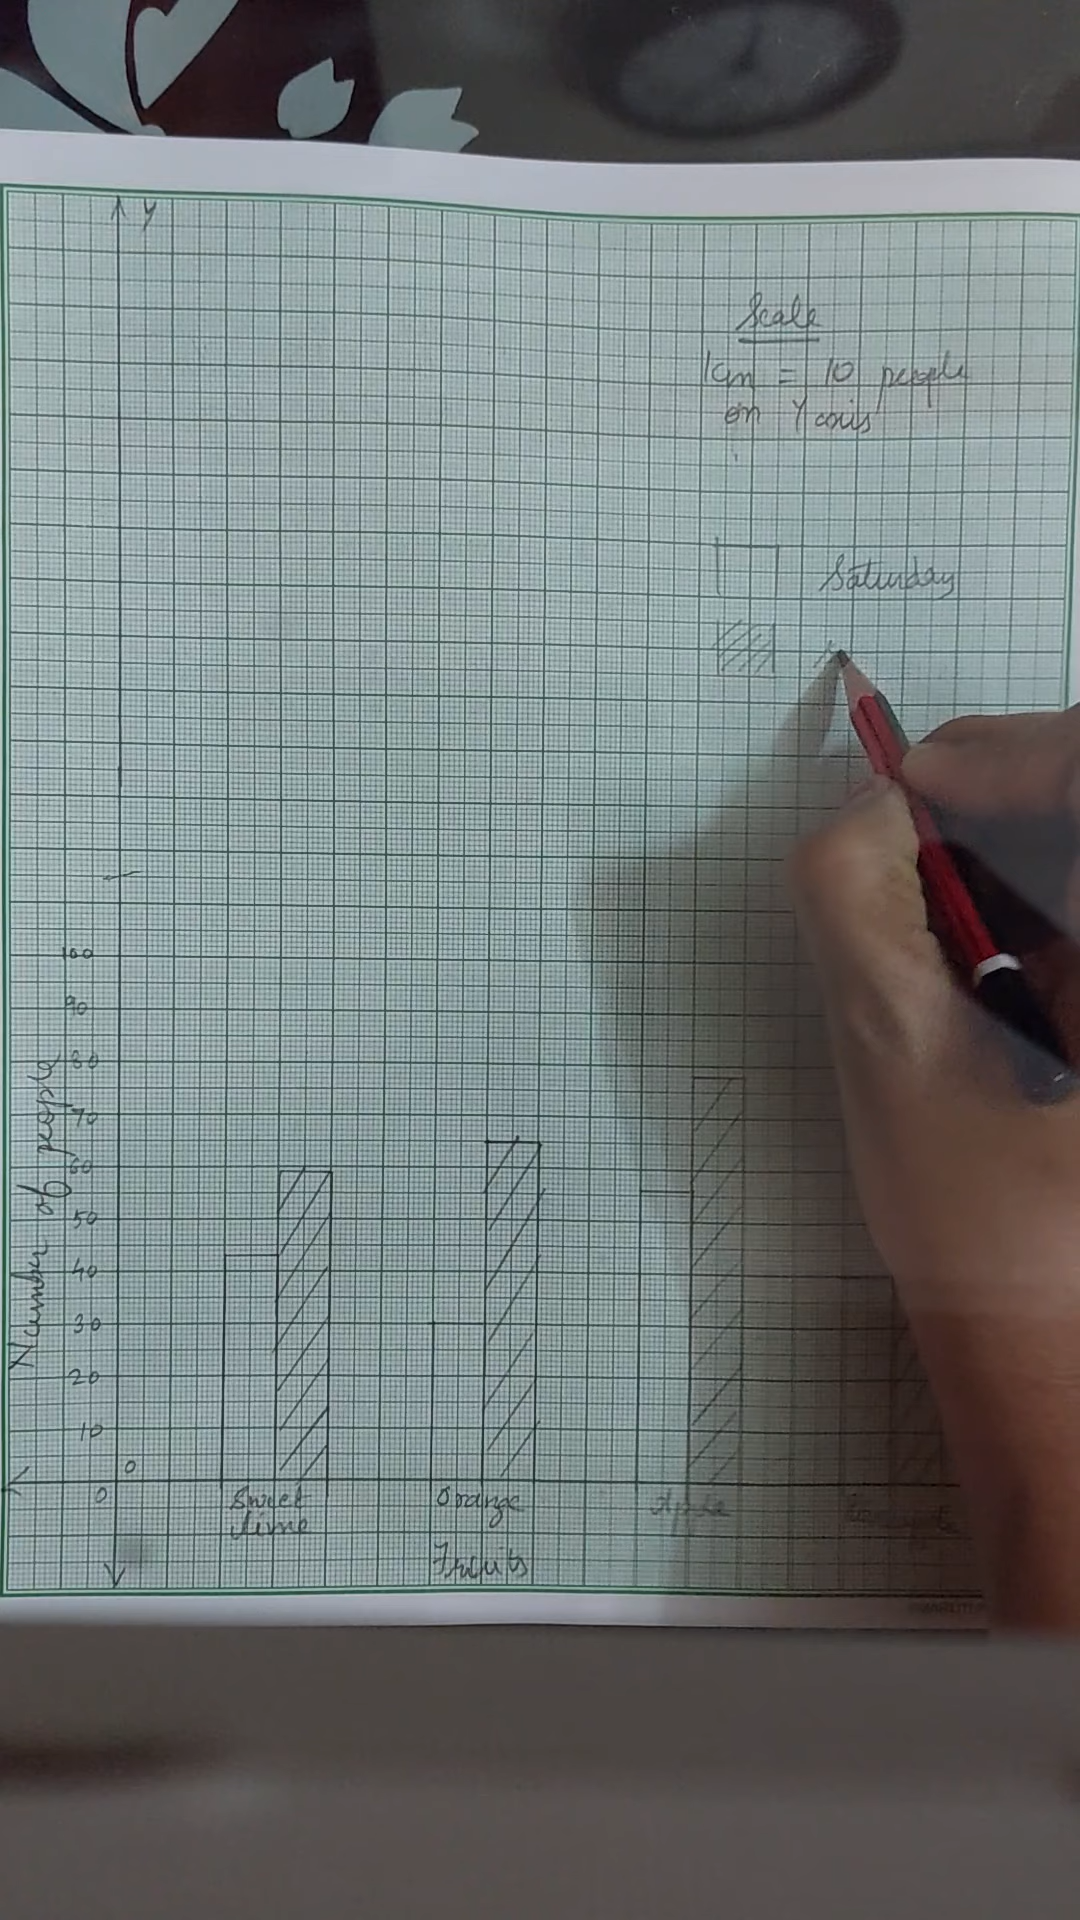 Y
Scale
1cm = 10 people
on Y axis
Saturday
100
90
80
70
60
50
40
30
20
10
0
0
Number of people
Sweet
lime
Orange
Apple
Fruits